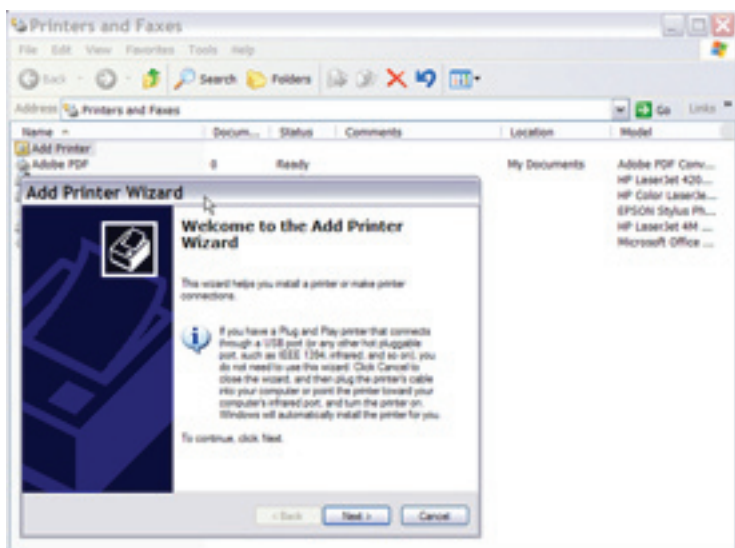 Printers and Faxes
File Edit View Favorites Tools Help
Back Search Folders
Address Printers and Faxes Go Links
Name Docum... Status Comments Location Model
Add Printer
Adobe PDF 0 Ready My Documents Adobe PDF Conv...
HP LaserJet 420...
HP Color LaserJe...
EPSON Stylus Ph...
HP LaserJet 4M ...
Microsoft Office ...
Add Printer Wizard
Welcome to the Add Printer
Wizard
This wizard helps you install a printer or make printer
connections.
If you have a Plug and Play printer that connects
through a USB port (or any other hot pluggable
port, such as IEEE 1394, infrared, and so on), you
do not need to use this wizard. Click Cancel to
close the wizard, and then plug the printer's cable
into your computer or point the printer toward your
computer's infrared port, and turn the printer on.
Windows will automatically install the printer for you.
To continue, click Next.
< Back Next > Cancel